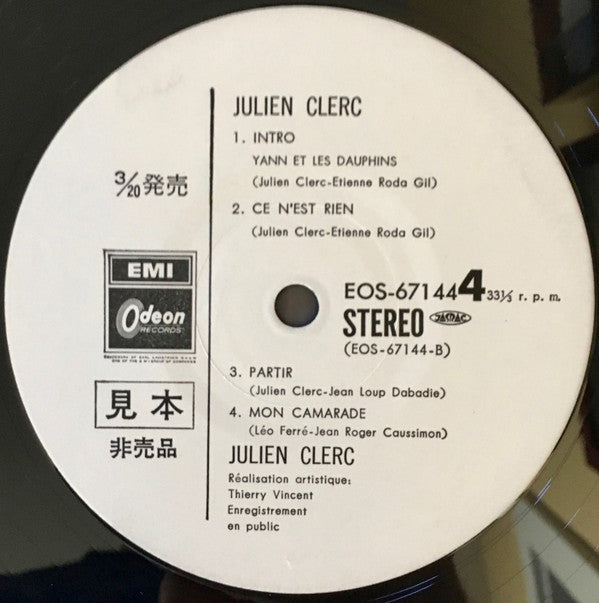 JULIEN CLERC
1. INTRO
YANN ET LES DAUPHINS
(Julien Clerc-Etienne Roda Gil)
2. CE N'EST RIEN
(Julien Clerc-Etienne Roda Gil)
3/20発売
EMI
Odeon
RECORDS
見本
非売品
EOS-67144 4 33⅓ r. p. m.
STEREO JASRAC
(EOS-67144-B)
3. PARTIR
(Julien Clerc-Jean Loup Dabadie)
4. MON CAMARADE
(Léo Ferré-Jean Roger Caussimon)
JULIEN CLERC
Réalisation artistique:
Thierry Vincent
Enregistrement
en public